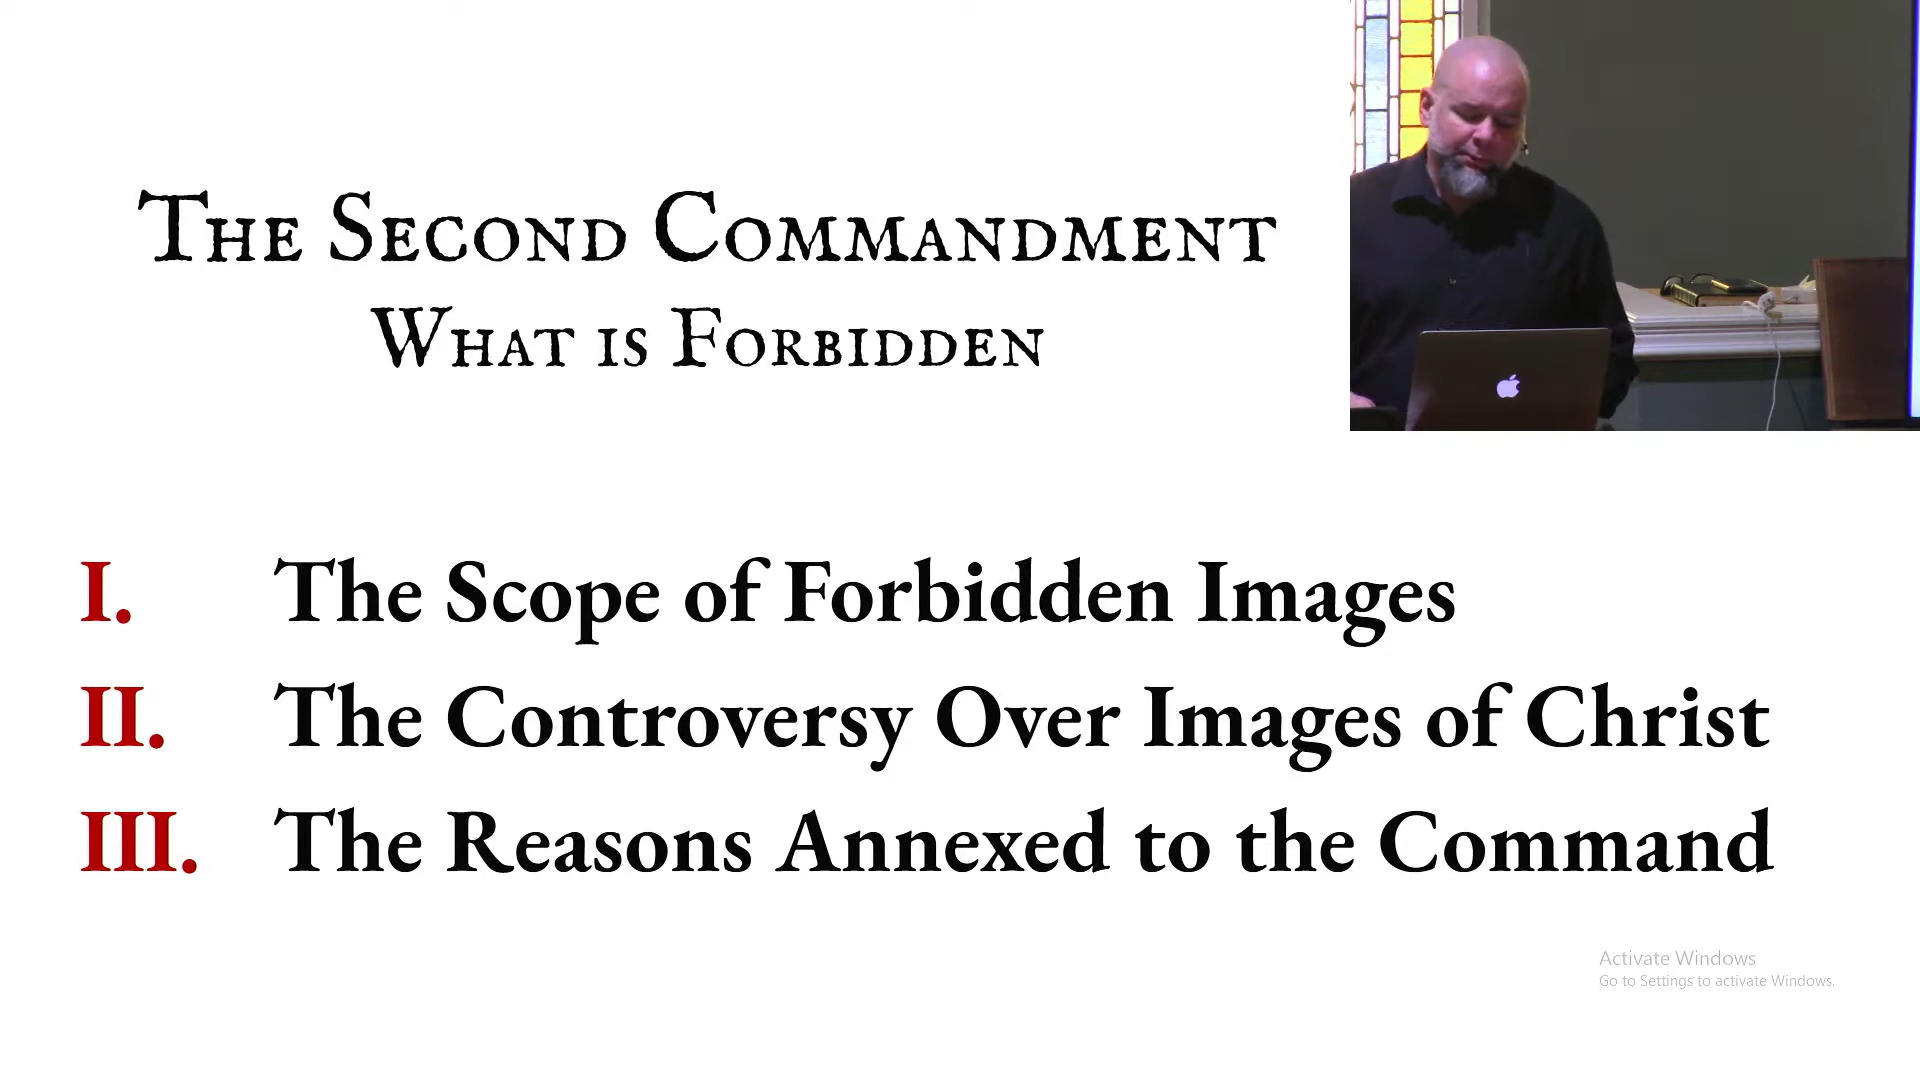 The Second Commandment
What is Forbidden
I. The Scope of Forbidden Images
II. The Controversy Over Images of Christ
III. The Reasons Annexed to the Command
Activate Windows
Go to Settings to activate Windows.